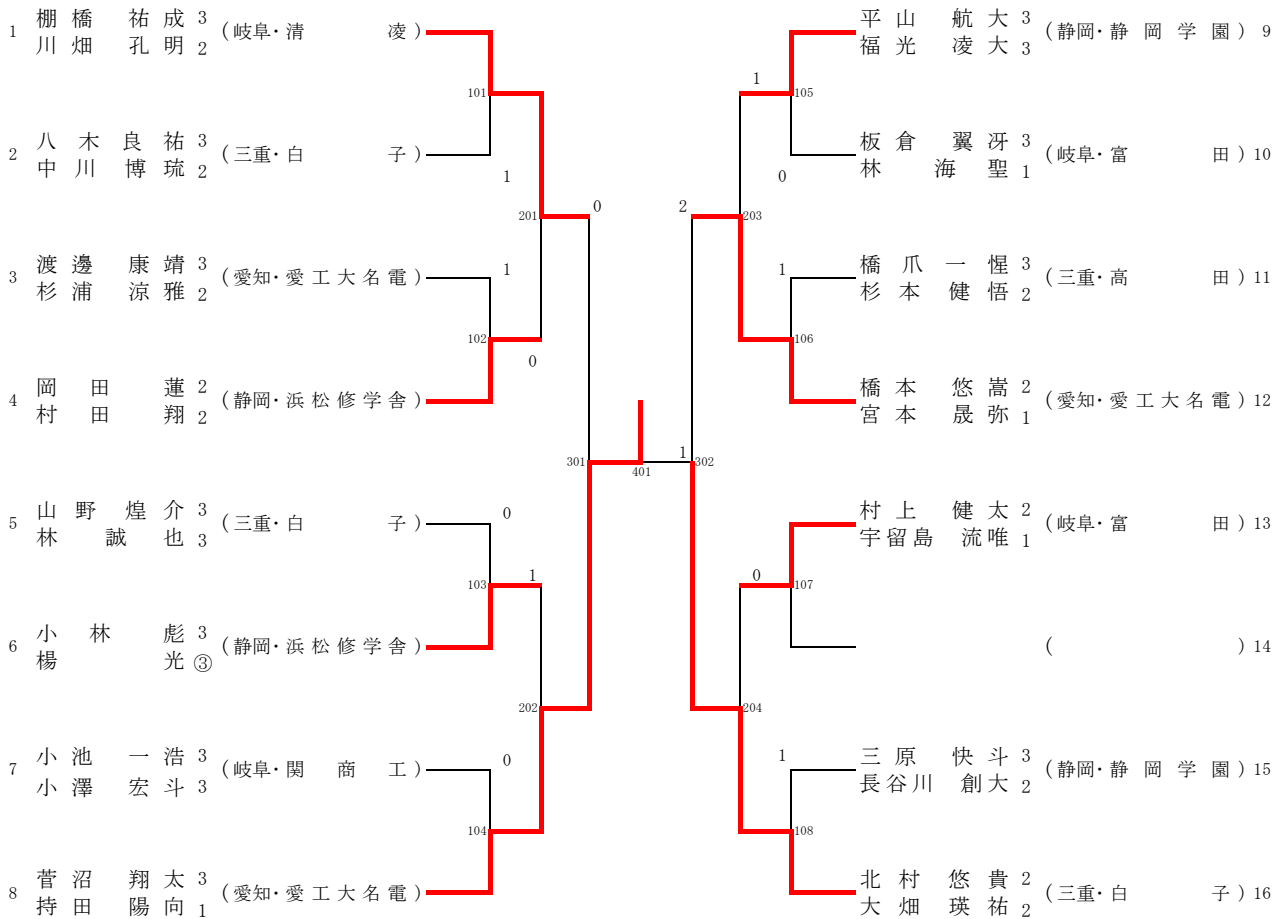 1 棚橋 祐成 3 (岐阜・清 凌)
川畑 孔明 2
101
2 八木良祐 3 (三重・白 子)
中川博琉 2
1
201
0
3 渡邊 康靖 3 (愛知・愛工大名電)
杉浦 涼雅 2
1
102
0
4 岡田 蓮 2 (静岡・浜松修学舎)
村田 翔 2
301
401
5 山野煌介 3 (三重・白 子)
林 誠也 3
0
103
1
6 小林 彪 3 (静岡・浜松修学舎)
楊 光 ③
202
7 小池 一浩 3 (岐阜・関商工)
小澤 宏斗 3
0
104
8 菅沼 翔太 3 (愛知・愛工大名電)
持田 陽向 1
平山 航大 3 (静岡・静岡学園) 9
福光 凌大 3
1
105
板倉 翼冴 3 (岐阜・富 田) 10
林 海聖 1
0
2
203
橋爪一惺 3 (三重・高 田) 11
杉本健悟 2
1
106
橋本 悠嵩 2 (愛知・愛工大名電) 12
宮本 晟弥 1
1
302
村上 健太 2 (岐阜・富 田) 13
宇留島 流唯 1
0
107
( ) 14
204
三原 快斗 3 (静岡・静岡学園) 15
長谷川 創大 2
1
108
北村悠貴 2 (三重・白 子) 16
大畑瑛祐 2